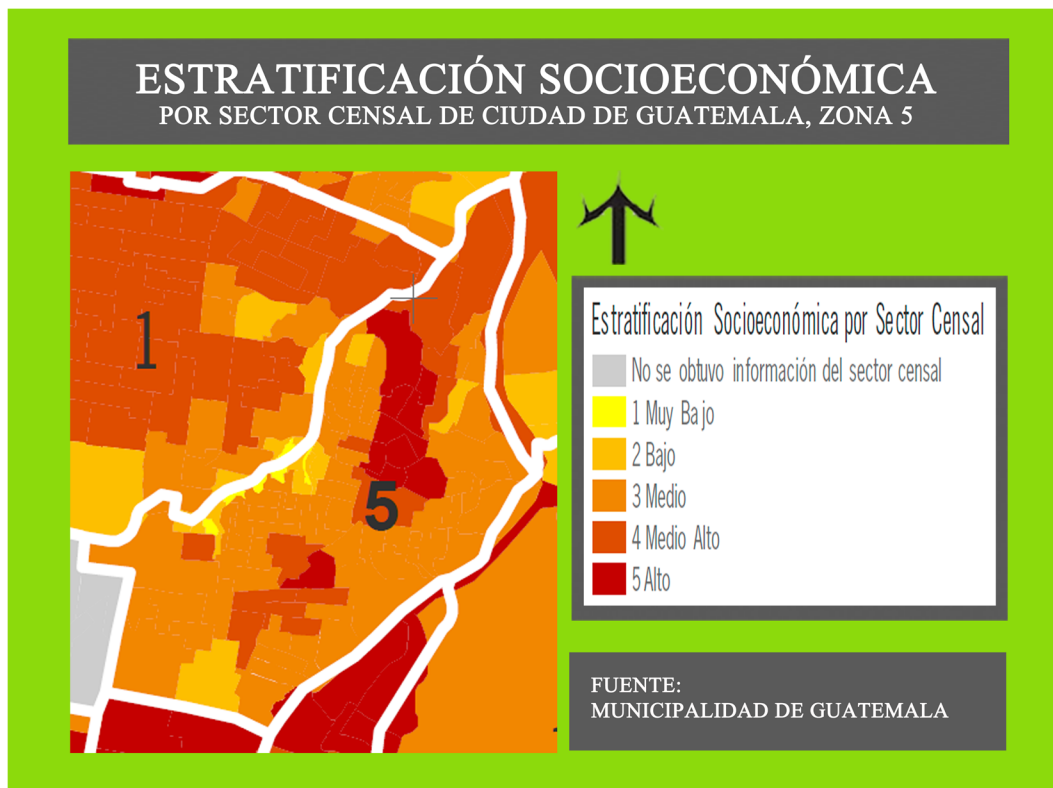 ESTRATIFICACIÓN SOCIOECONÓMICA
POR SECTOR CENSAL DE CIUDAD DE GUATEMALA, ZONA 5
1
5
Estratificación Socioeconómica por Sector Censal
No se obtuvo información del sector censal
1 Muy Bajo
2 Bajo
3 Medio
4 Medio Alto
5 Alto
FUENTE:
MUNICIPALIDAD DE GUATEMALA